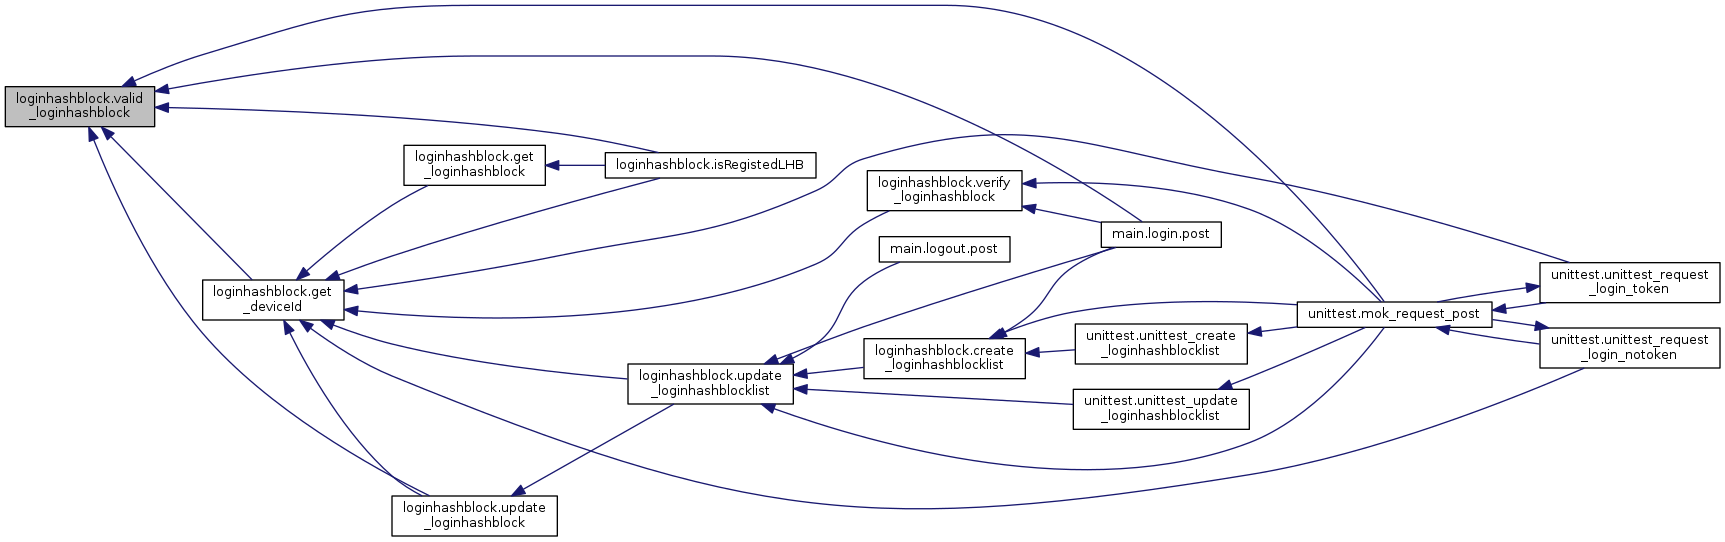 loginhashblock.valid
_loginhashblock
loginhashblock.get
_deviceId
loginhashblock.get
_loginhashblock
loginhashblock.update
_loginhashblock
loginhashblock.isRegistedLHB
loginhashblock.update
_loginhashblocklist
loginhashblock.verify
_loginhashblock
main.logout.post
loginhashblock.create
_loginhashblocklist
main.login.post
unittest.unittest_create
_loginhashblocklist
unittest.unittest_update
_loginhashblocklist
unittest.mok_request_post
unittest.unittest_request
_login_token
unittest.unittest_request
_login_notoken